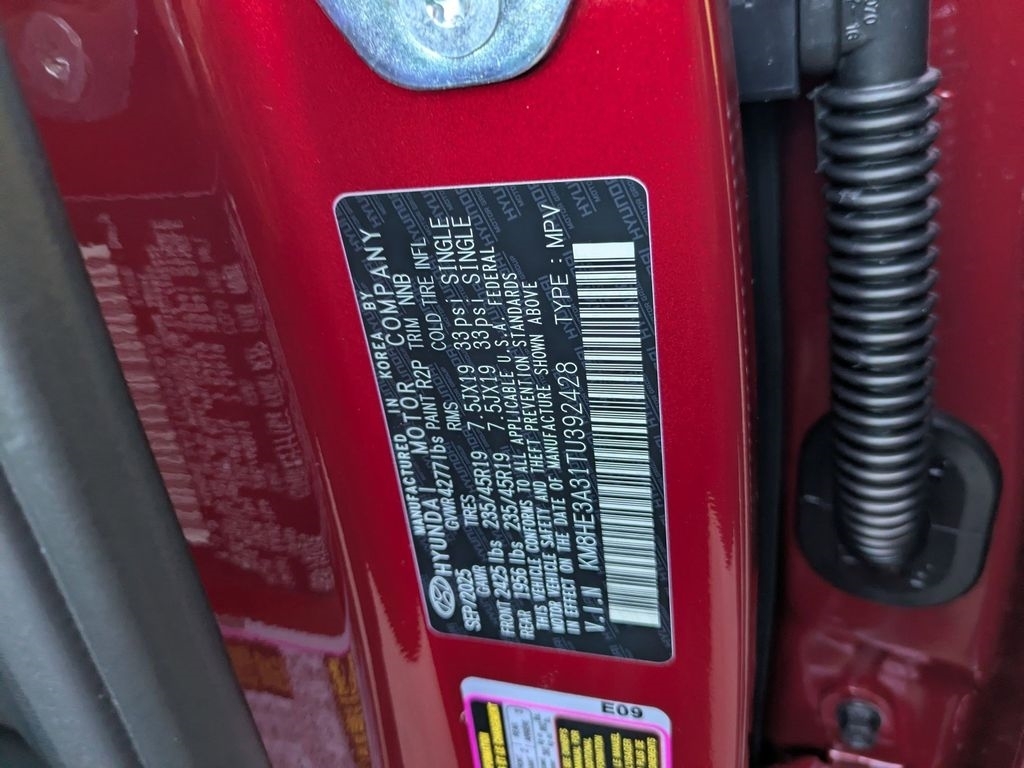 MANUFACTURED IN KOREA BY
HYUNDAI MOTOR COMPANY
SEP/2025 GVWR 4277lbs PAINT R2P TRIM NNB
GAWR TIRES RMS COLD TIRE INFL
FRONT 2425 lbs 235/45R19 7.5JX19 33psi SINGLE
REAR 1956 lbs 235/45R19 7.5JX19 33psi SINGLE
THIS VEHICLE CONFORMS TO ALL APPLICABLE U.S.A. FEDERAL
MOTOR VEHICLE SAFETY AND THEFT PREVENTION STANDARDS
IN EFFECT ON THE DATE OF MANUFACTURE SHOWN ABOVE
V.I.N KM8HE3A31TU392428 TYPE : MPV
E09